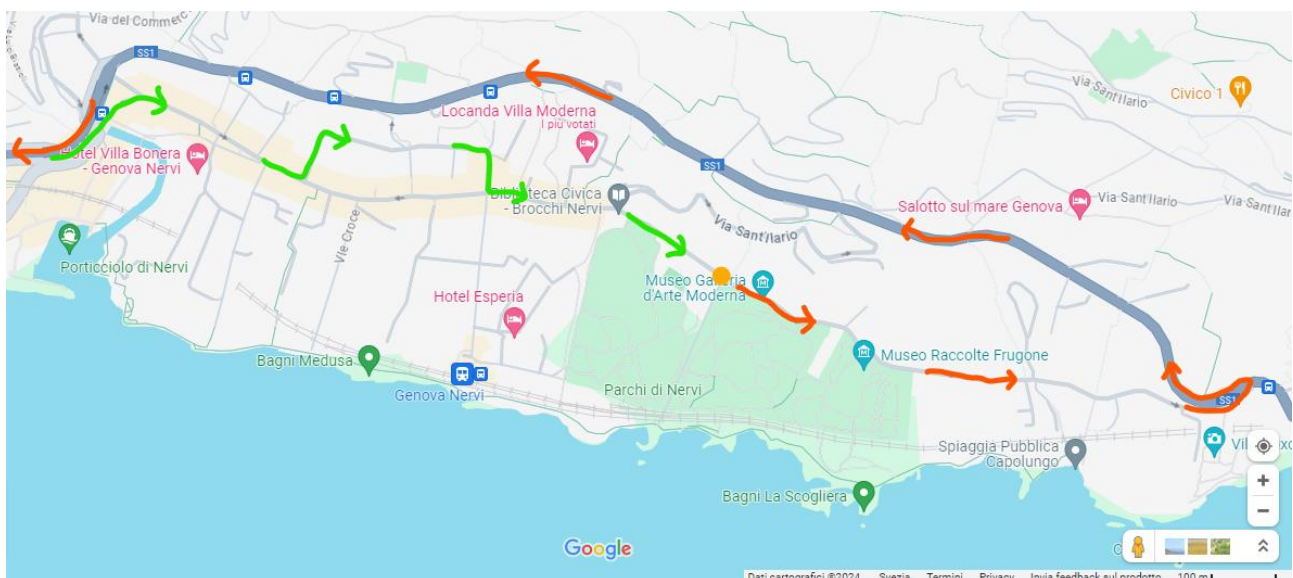 Via del Commerc
SS1
Locanda Villa Moderna
I più votati
Via Sant'Ilario
Civico 1
Hotel Villa Bonera
- Genova Nervi
SS1
Biblioteca Civica
- Brocchi Nervi
Salotto sul mare Genova
Via Sant'Ilario
Via Sant'Ilar
Via Sant'Ilario
Vle Croce
Porticciolo di Nervi
Museo Galleria
d'Arte Moderna
Hotel Esperia
Museo Raccolte Frugone
Bagni Medusa
Parchi di Nervi
Genova Nervi
SS1
Spiaggia Pubblica
Capolungo
Bagni La Scogliera
Google
Dati cartografici ©2024 Svezia Termini Privacy Invia feedback sul prodotto 100 m